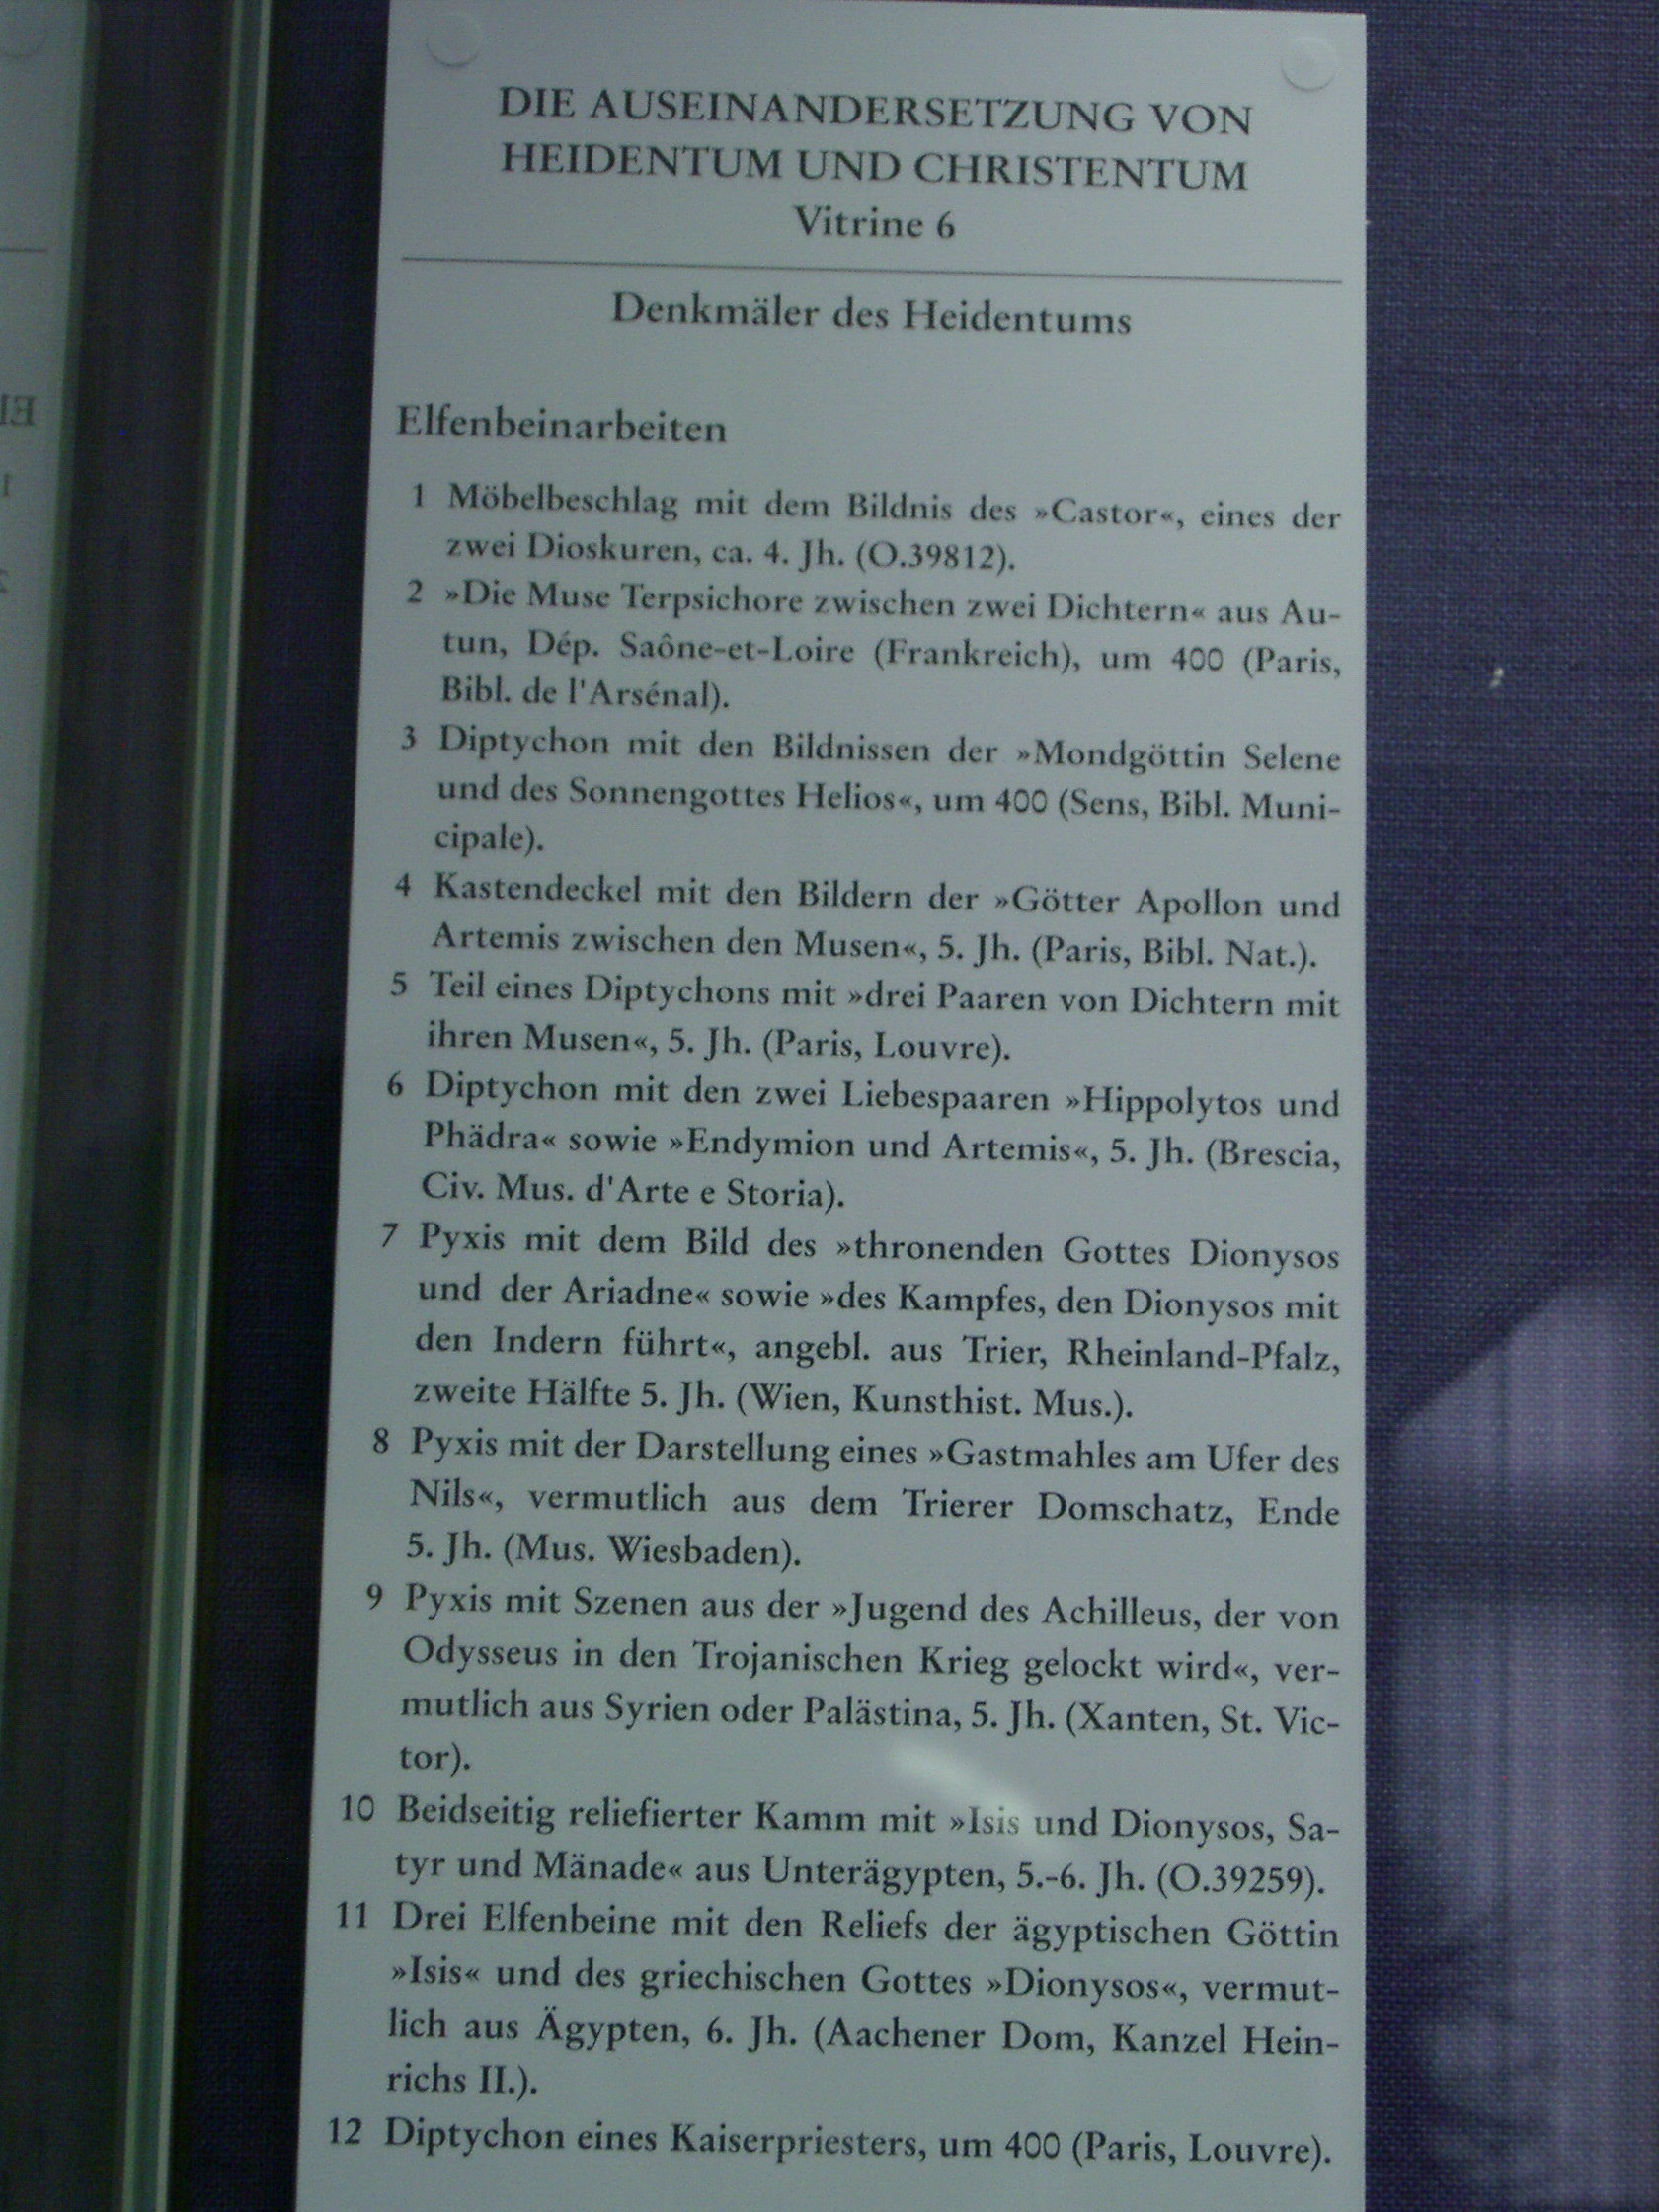 DIE AUSEINANDERSETZUNG VON
HEIDENTUM UND CHRISTENTUM
Vitrine 6
Denkmäler des Heidentums
Elfenbeinarbeiten
1 Möbelbeschlag mit dem Bildnis des »Castor«, eines der
zwei Dioskuren, ca. 4. Jh. (O.39812).
2 »Die Muse Terpsichore zwischen zwei Dichtern« aus Au-
tun, Dép. Saône-et-Loire (Frankreich), um 400 (Paris,
Bibl. de l'Arsénal).
3 Diptychon mit den Bildnissen der »Mondgöttin Selene
und des Sonnengottes Helios«, um 400 (Sens, Bibl. Muni-
cipale).
4 Kastendeckel mit den Bildern der »Götter Apollon und
Artemis zwischen den Musen«, 5. Jh. (Paris, Bibl. Nat.).
5 Teil eines Diptychons mit »drei Paaren von Dichtern mit
ihren Musen«, 5. Jh. (Paris, Louvre).
6 Diptychon mit den zwei Liebespaaren »Hippolytos und
Phädra« sowie »Endymion und Artemis«, 5. Jh. (Brescia,
Civ. Mus. d'Arte e Storia).
7 Pyxis mit dem Bild des »thronenden Gottes Dionysos
und der Ariadne« sowie »des Kampfes, den Dionysos mit
den Indern führt«, angebl. aus Trier, Rheinland-Pfalz,
zweite Hälfte 5. Jh. (Wien, Kunsthist. Mus.).
8 Pyxis mit der Darstellung eines »Gastmahles am Ufer des
Nils«, vermutlich aus dem Trierer Domschatz, Ende
5. Jh. (Mus. Wiesbaden).
9 Pyxis mit Szenen aus der »Jugend des Achilleus, der von
Odysseus in den Trojanischen Krieg gelockt wird«, ver-
mutlich aus Syrien oder Palästina, 5. Jh. (Xanten, St. Vic-
tor).
10 Beidseitig reliefierter Kamm mit »Isis und Dionysos, Sa-
tyr und Mänade« aus Unterägypten, 5.-6. Jh. (O.39259).
11 Drei Elfenbeine mit den Reliefs der ägyptischen Göttin
»Isis« und des griechischen Gottes »Dionysos«, vermut-
lich aus Ägypten, 6. Jh. (Aachener Dom, Kanzel Hein-
richs II.).
12 Diptychon eines Kaiserpriesters, um 400 (Paris, Louvre).